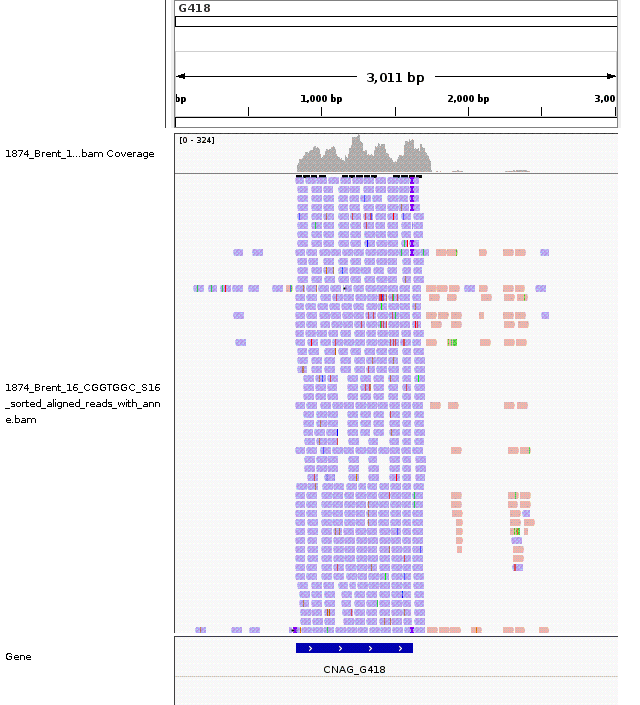 G418
3,011 bp
bp
1,000 bp
2,000 bp
3,00
[0 - 324]
1874_Brent_1...bam Coverage
1874_Brent_16_CGGTGGC_S16
_sorted_aligned_reads_with_ann
e.bam
Gene
CNAG_G418